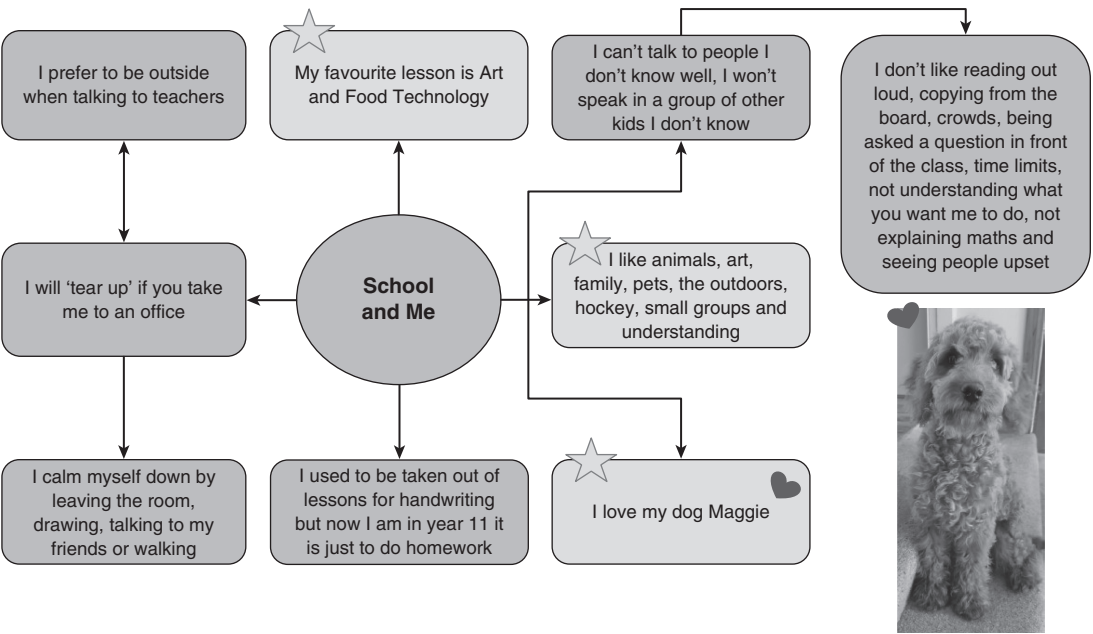 I prefer to be outside
when talking to teachers
My favourite lesson is Art
and Food Technology
I can’t talk to people I
don’t know well, I won’t
speak in a group of other
kids I don’t know
I don’t like reading out
loud, copying from the
board, crowds, being
asked a question in front
of the class, time limits,
not understanding what
you want me to do, not
explaining maths and
seeing people upset
I will ‘tear up’ if you take
me to an office
School
and Me
I like animals, art,
family, pets, the outdoors,
hockey, small groups and
understanding
I calm myself down by
leaving the room,
drawing, talking to my
friends or walking
I used to be taken out of
lessons for handwriting
but now I am in year 11 it
is just to do homework
I love my dog Maggie